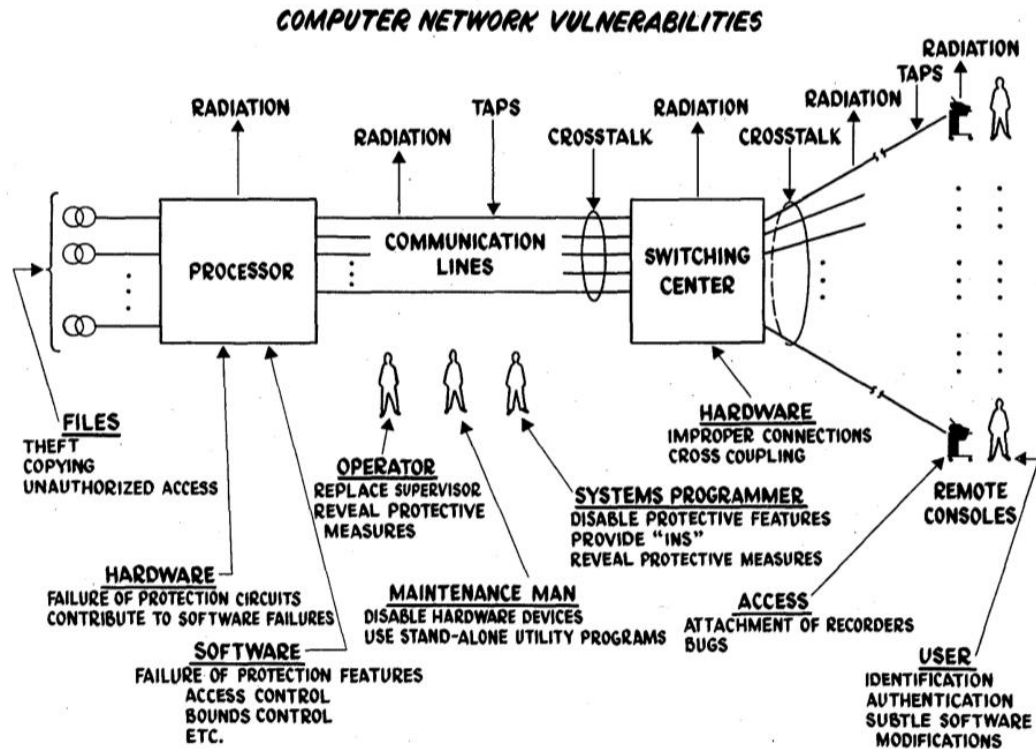 COMPUTER NETWORK VULNERABILITIES
RADIATION
TAPS
RADIATION
RADIATION
TAPS
RADIATION
CROSSTALK
RADIATION
CROSSTALK
PROCESSOR
COMMUNICATION
LINES
SWITCHING
CENTER
FILES
THEFT
COPYING
UNAUTHORIZED ACCESS
OPERATOR
REPLACE SUPERVISOR
REVEAL PROTECTIVE
MEASURES
HARDWARE
IMPROPER CONNECTIONS
CROSS COUPLING
SYSTEMS PROGRAMMER
DISABLE PROTECTIVE FEATURES
PROVIDE "INS"
REVEAL PROTECTIVE MEASURES
REMOTE
CONSOLES
HARDWARE
FAILURE OF PROTECTION CIRCUITS
CONTRIBUTE TO SOFTWARE FAILURES
MAINTENANCE MAN
DISABLE HARDWARE DEVICES
USE STAND-ALONE UTILITY PROGRAMS
ACCESS
ATTACHMENT OF RECORDERS
BUGS
SOFTWARE
FAILURE OF PROTECTION FEATURES
ACCESS CONTROL
BOUNDS CONTROL
ETC.
USER
IDENTIFICATION
AUTHENTICATION
SUBTLE SOFTWARE
MODIFICATIONS